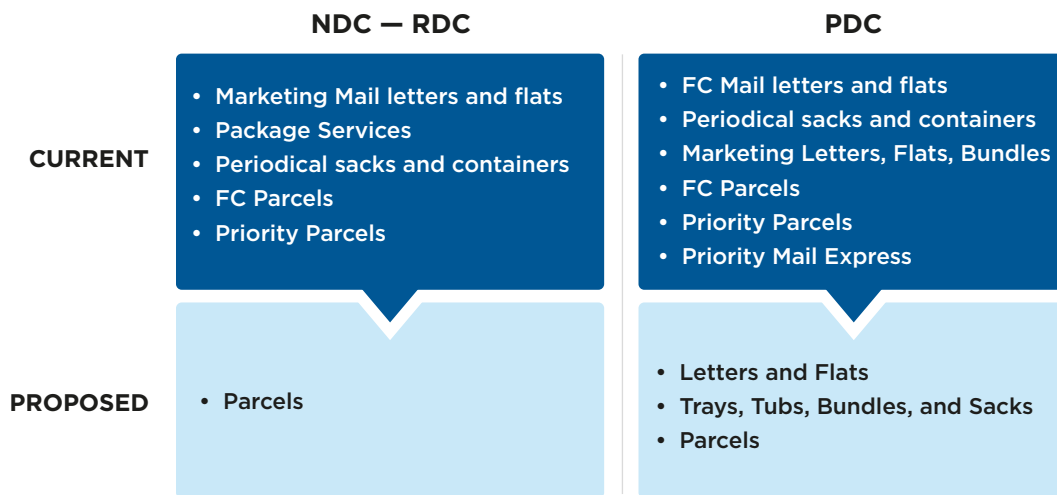 NDC — RDC
PDC
CURRENT
• Marketing Mail letters and flats
• Package Services
• Periodical sacks and containers
• FC Parcels
• Priority Parcels
• FC Mail letters and flats
• Periodical sacks and containers
• Marketing Letters, Flats, Bundles
• FC Parcels
• Priority Parcels
• Priority Mail Express
PROPOSED
• Parcels
• Letters and Flats
• Trays, Tubs, Bundles, and Sacks
• Parcels